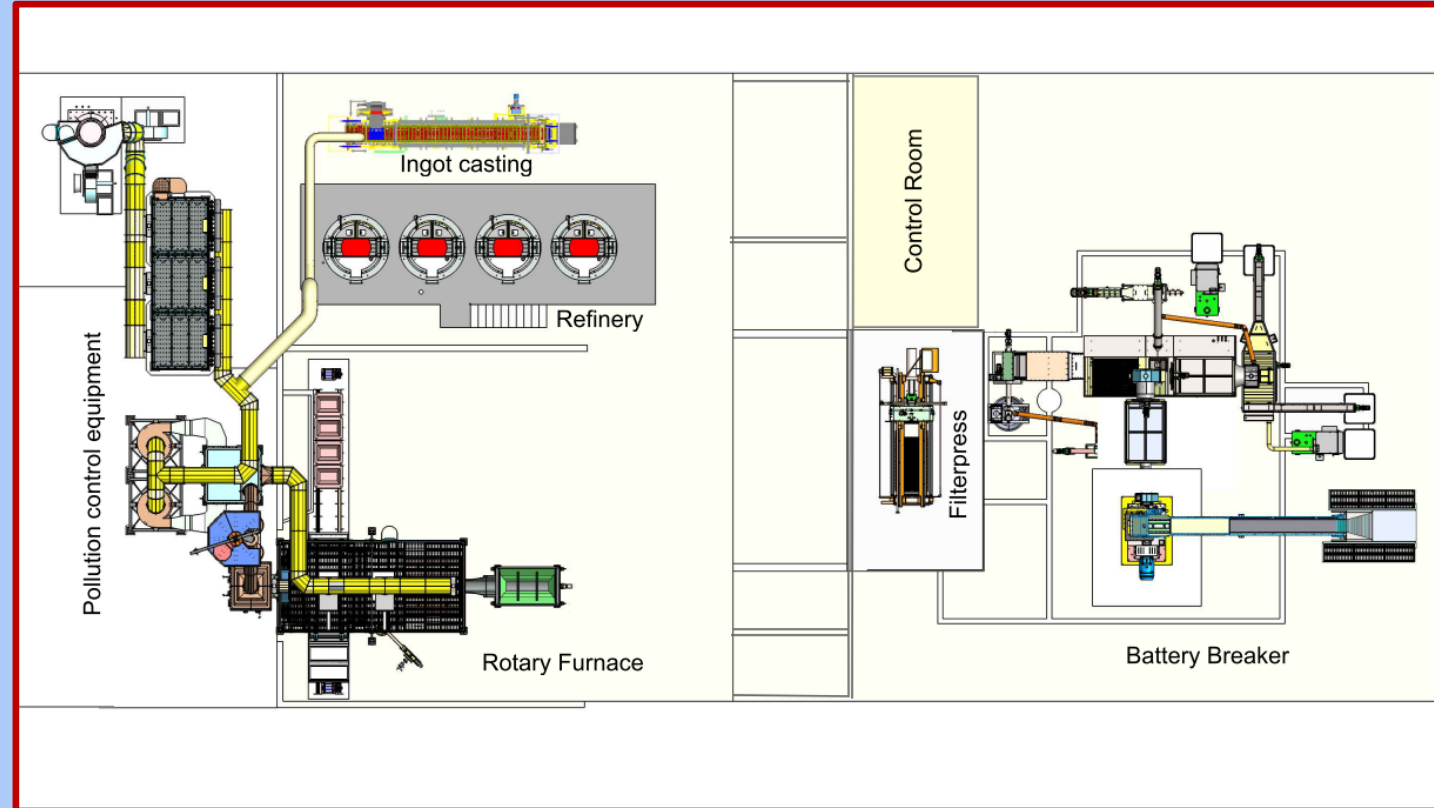 Ingot casting
Refinery
Pollution control equipment
Rotary Furnace
Control Room
Filterpress
Battery Breaker